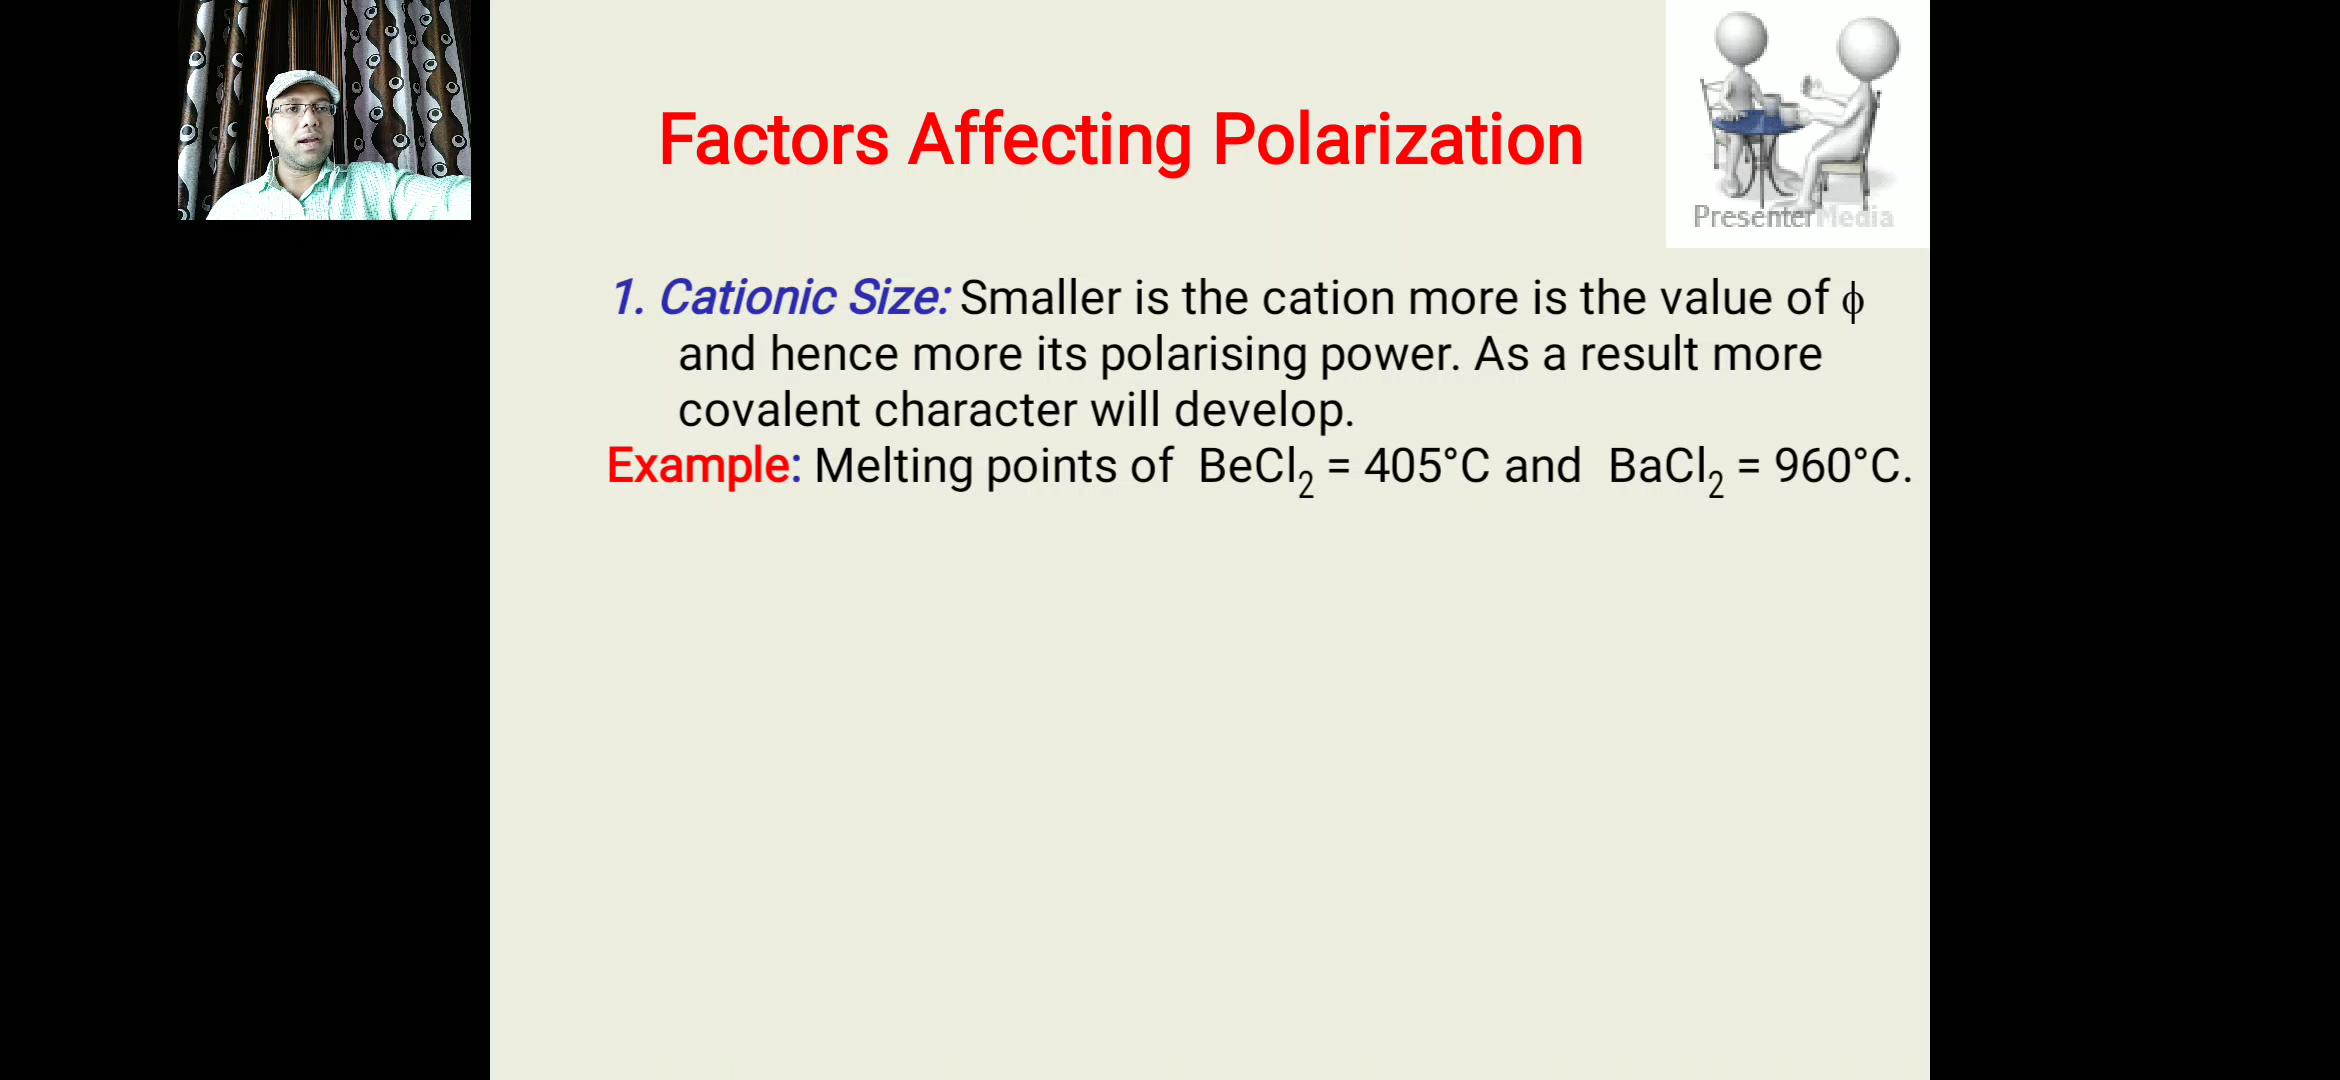 Factors Affecting Polarization
PresenterMedia
1. Cationic Size: Smaller is the cation more is the value of ϕ
and hence more its polarising power. As a result more
covalent character will develop.
Example: Melting points of BeCl₂ = 405°C and BaCl₂ = 960°C.